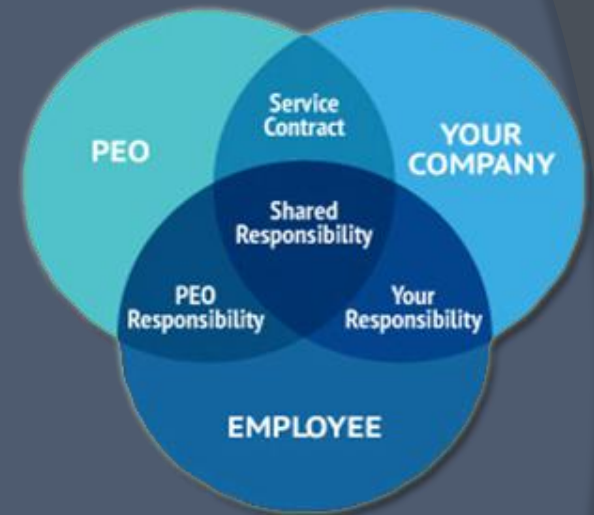 Service
Contract
PEO
YOUR
COMPANY
Shared
Responsibility
PEO
Responsibility
Your
Responsibility
EMPLOYEE